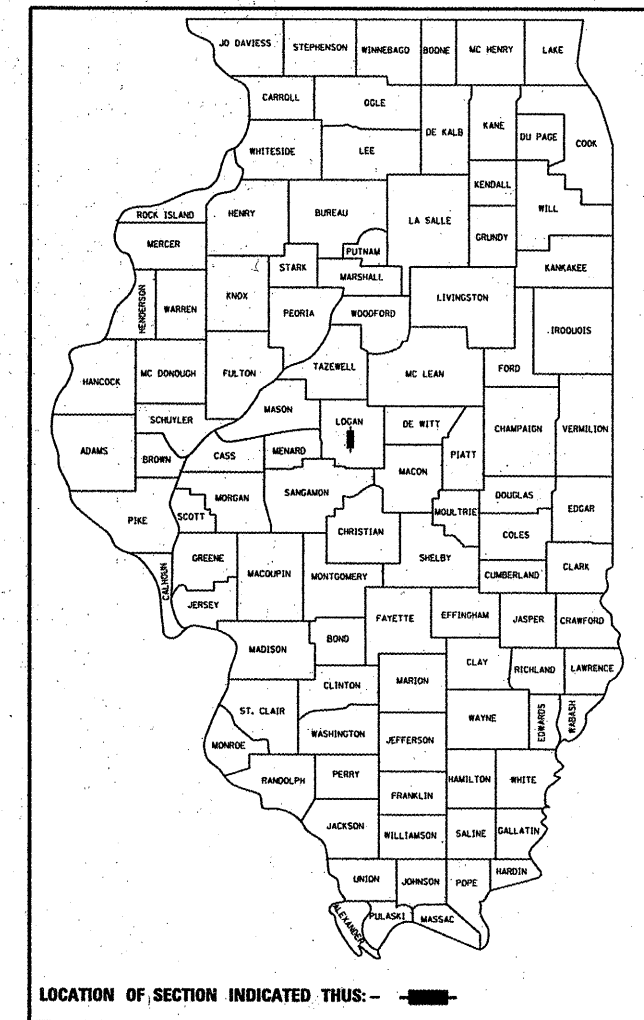 JO DAVIESS STEPHENSON WINNEBAGO BOONE MC HENRY LAKE
CARROLL OGLE DE KALB KANE DU PAGE COOK
WHITESIDE LEE
KENDALL WILL
ROCK ISLAND HENRY BUREAU LA SALLE
MERCER PUTNAM GRUNDY
STARK MARSHALL KANKAKEE
HENDERSON WARREN KNOX PEORIA WOODFORD LIVINGSTON IROQUOIS
HANCOCK MC DONOUGH FULTON TAZEWELL MC LEAN FORD
SCHUYLER MASON LOGAN DE WITT CHAMPAIGN VERMILION
ADAMS BROWN CASS MENARD MACON PIATT
MORGAN SANGAMON DOUGLAS
PIKE SCOTT CHRISTIAN MOULTRIE COLES EDGAR
GREENE SHELBY
CALHOUN MACOUPIN MONTGOMERY CUMBERLAND CLARK
JERSEY
FAYETTE EFFINGHAM JASPER CRAWFORD
MADISON BOND
CLAY RICHLAND LAWRENCE
CLINTON MARION
ST. CLAIR WAYNE EDWARDS WABASH
WASHINGTON JEFFERSON
MONROE
RANDOLPH PERRY HAMILTON WHITE
FRANKLIN
JACKSON WILLIAMSON SALINE GALLATIN
UNION JOHNSON POPE HARDIN
ALEXANDER PULASKI MASSAC
LOCATION OF SECTION INDICATED THUS: -